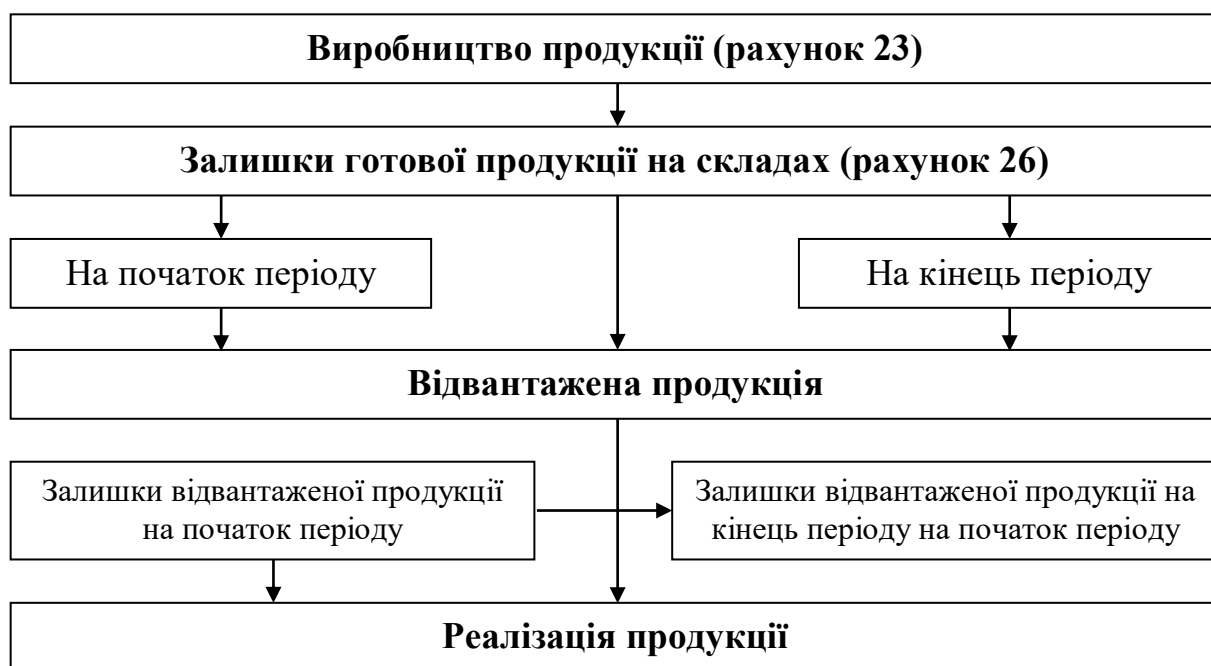 Виробництво продукції (рахунок 23)
Залишки готової продукції на складах (рахунок 26)
На початок періоду
На кінець періоду
Відвантажена продукція
Залишки відвантаженої продукції
на початок періоду
Залишки відвантаженої продукції на
кінець періоду на початок періоду
Реалізація продукції